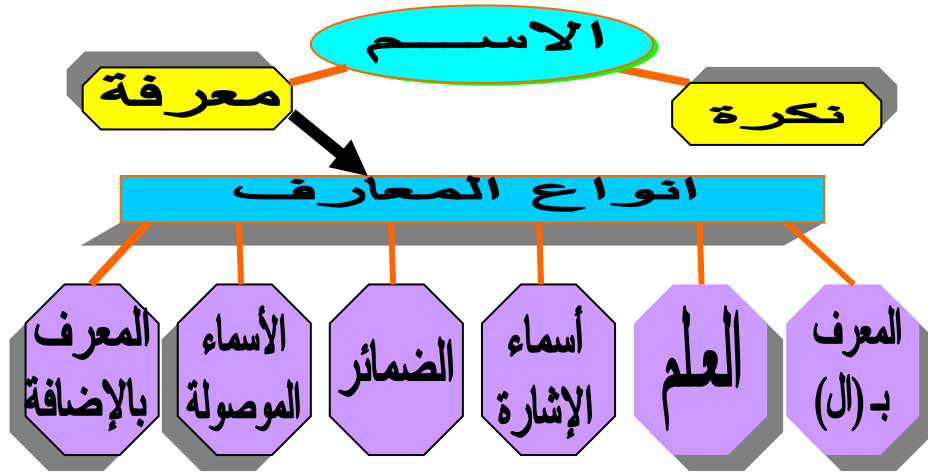 الاســـم
نكرة
معرفة
انواع المعارف
المعرف
بـ (ال)
العلم
أسماء
الإشارة
الضمائر
الأسماء
الموصولة
المعرف
بالإضافة